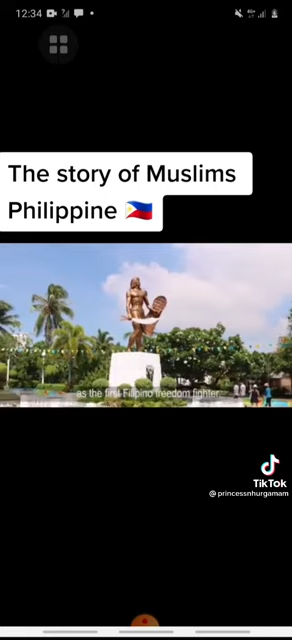 12:34
The story of Muslims
Philippine 🇵🇭
as the first Filipino freedom fighter.
TikTok
@princessnhurgamam